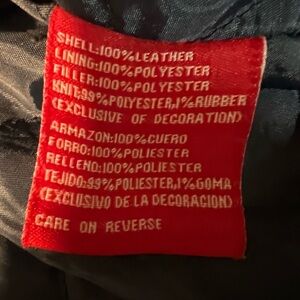 SHELL:100%LEATHER
LINING:100%POLYESTER
FILLER:100%POLYESTER
KNIT:99%POLYESTER,1%RUBBER
(EXCLUSIVE OF DECORATION)
ARMAZON:100%CUERO
FORRO:100%POLIESTER
RELLENO:100%POLIESTER
TEJIDO:99%POLIESTER,1%GOMA
(EXCLUSIVO DE LA DECORACION)
CARE ON REVERSE